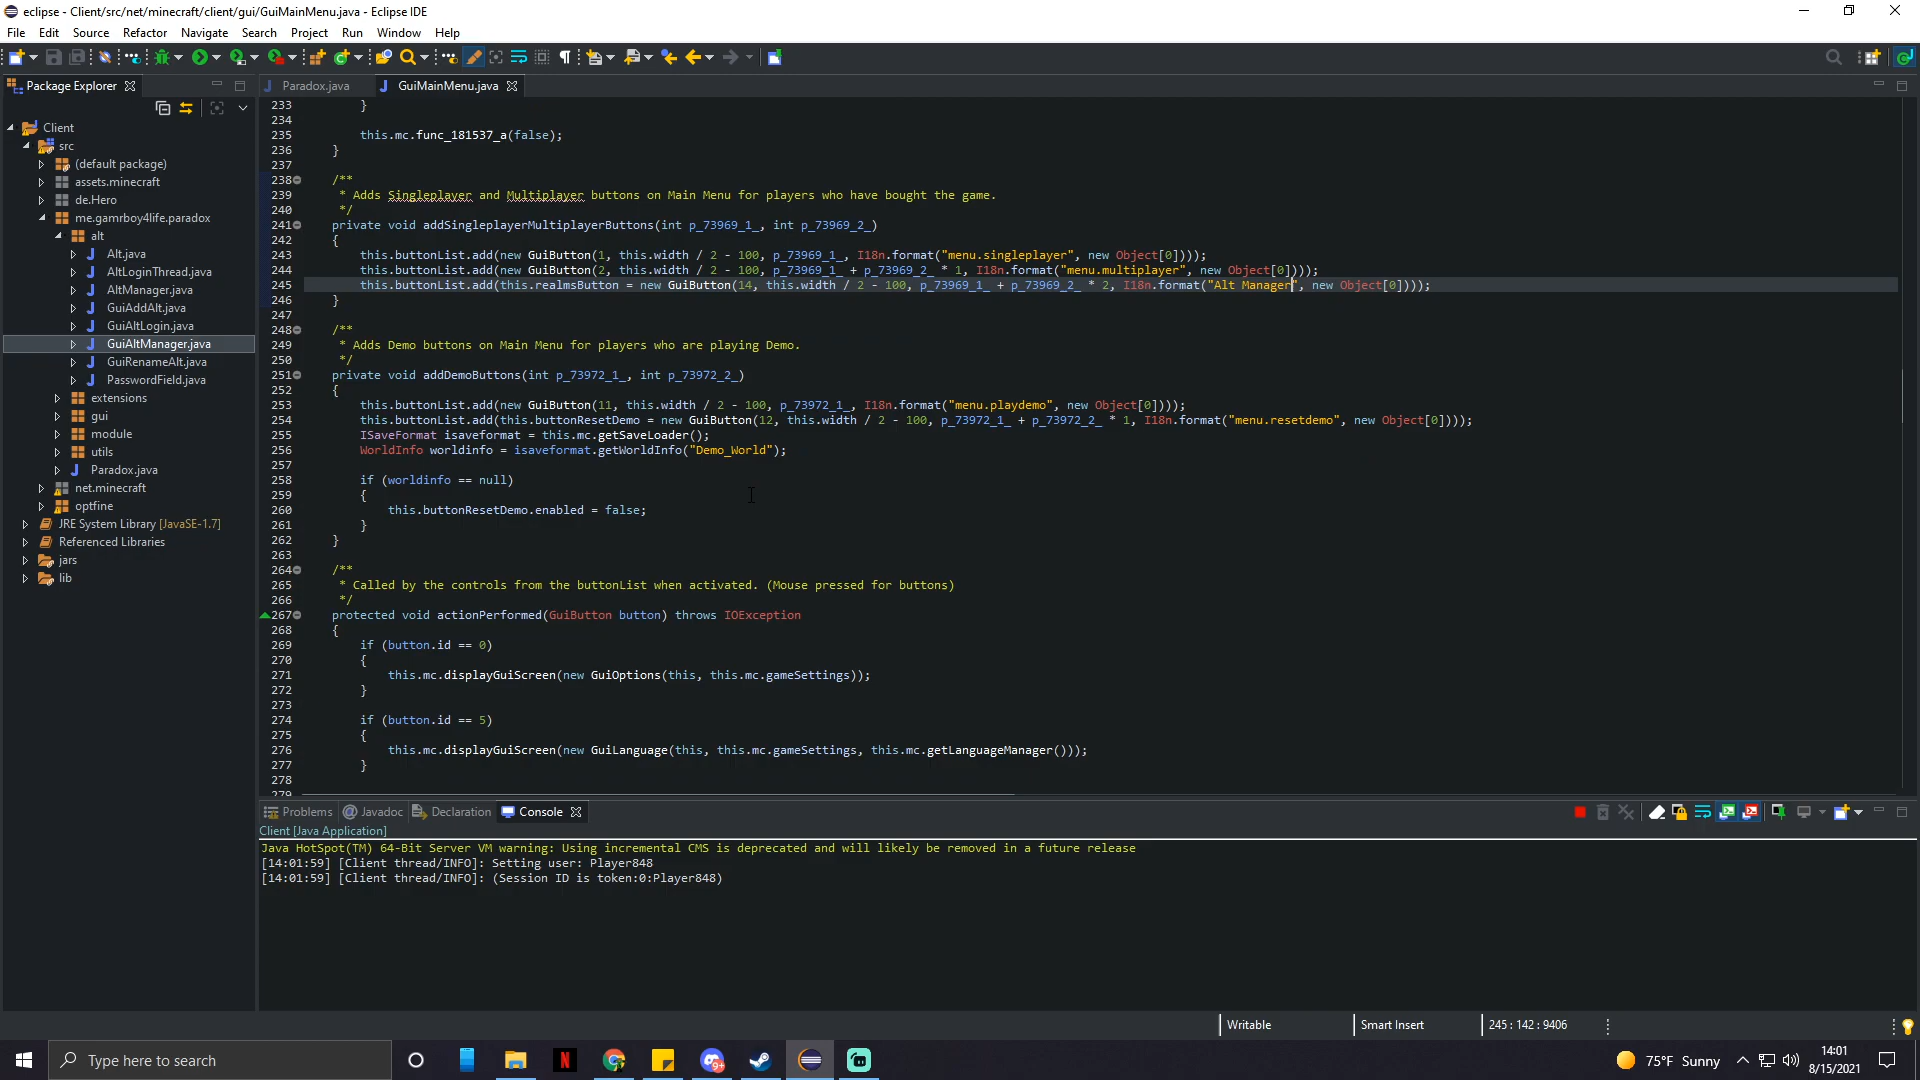 eclipse - Client/src/net/minecraft/client/gui/GuiMainMenu.java - Eclipse IDE
File Edit Source Refactor Navigate Search Project Run Window Help
Package Explorer
Paradox.java
GuiMainMenu.java
Client
src
(default package)
assets.minecraft
de.Hero
me.gamrboy4life.paradox
alt
Alt.java
AltLoginThread.java
AltManager.java
GuiAddAlt.java
GuiAltLogin.java
GuiAltManager.java
GuiRenameAlt.java
PasswordField.java
extensions
gui
module
utils
Paradox.java
net.minecraft
optfine
JRE System Library [JavaSE-1.7]
Referenced Libraries
jars
lib
233 }
234
235 this.mc.func_181537_a(false);
236 }
237
238 /**
239 * Adds Singleplayer and Multiplayer buttons on Main Menu for players who have bought the game.
240 */
241 private void addSingleplayerMultiplayerButtons(int p_73969_1_, int p_73969_2_)
242 {
243 this.buttonList.add(new GuiButton(1, this.width / 2 - 100, p_73969_1_, I18n.format("menu.singleplayer", new Object[0])));
244 this.buttonList.add(new GuiButton(2, this.width / 2 - 100, p_73969_1_ + p_73969_2_ * 1, I18n.format("menu.multiplayer", new Object[0])));
245 this.buttonList.add(this.realmsButton = new GuiButton(14, this.width / 2 - 100, p_73969_1_ + p_73969_2_ * 2, I18n.format("Alt Manager", new Object[0])));
246 }
247
248 /**
249 * Adds Demo buttons on Main Menu for players who are playing Demo.
250 */
251 private void addDemoButtons(int p_73972_1_, int p_73972_2_)
252 {
253 this.buttonList.add(new GuiButton(11, this.width / 2 - 100, p_73972_1_, I18n.format("menu.playdemo", new Object[0])));
254 this.buttonList.add(this.buttonResetDemo = new GuiButton(12, this.width / 2 - 100, p_73972_1_ + p_73972_2_ * 1, I18n.format("menu.resetdemo", new Object[0])));
255 ISaveFormat isaveformat = this.mc.getSaveLoader();
256 WorldInfo worldinfo = isaveformat.getWorldInfo("Demo_World");
257
258 if (worldinfo == null)
259 {
260 this.buttonResetDemo.enabled = false;
261 }
262 }
263
264 /**
265 * Called by the controls from the buttonList when activated. (Mouse pressed for buttons)
266 */
267 protected void actionPerformed(GuiButton button) throws IOException
268 {
269 if (button.id == 0)
270 {
271 this.mc.displayGuiScreen(new GuiOptions(this, this.mc.gameSettings));
272 }
273
274 if (button.id == 5)
275 {
276 this.mc.displayGuiScreen(new GuiLanguage(this, this.mc.gameSettings, this.mc.getLanguageManager()));
277 }
278
279
Problems @ Javadoc Declaration Console
Client [Java Application]
Java HotSpot(TM) 64-Bit Server VM warning: Using incremental CMS is deprecated and will likely be removed in a future release
[14:01:59] [Client thread/INFO]: Setting user: Player848
[14:01:59] [Client thread/INFO]: (Session ID is token:0:Player848)
Writable Smart Insert 245 : 142 : 9406
Type here to search
75°F Sunny
14:01
8/15/2021